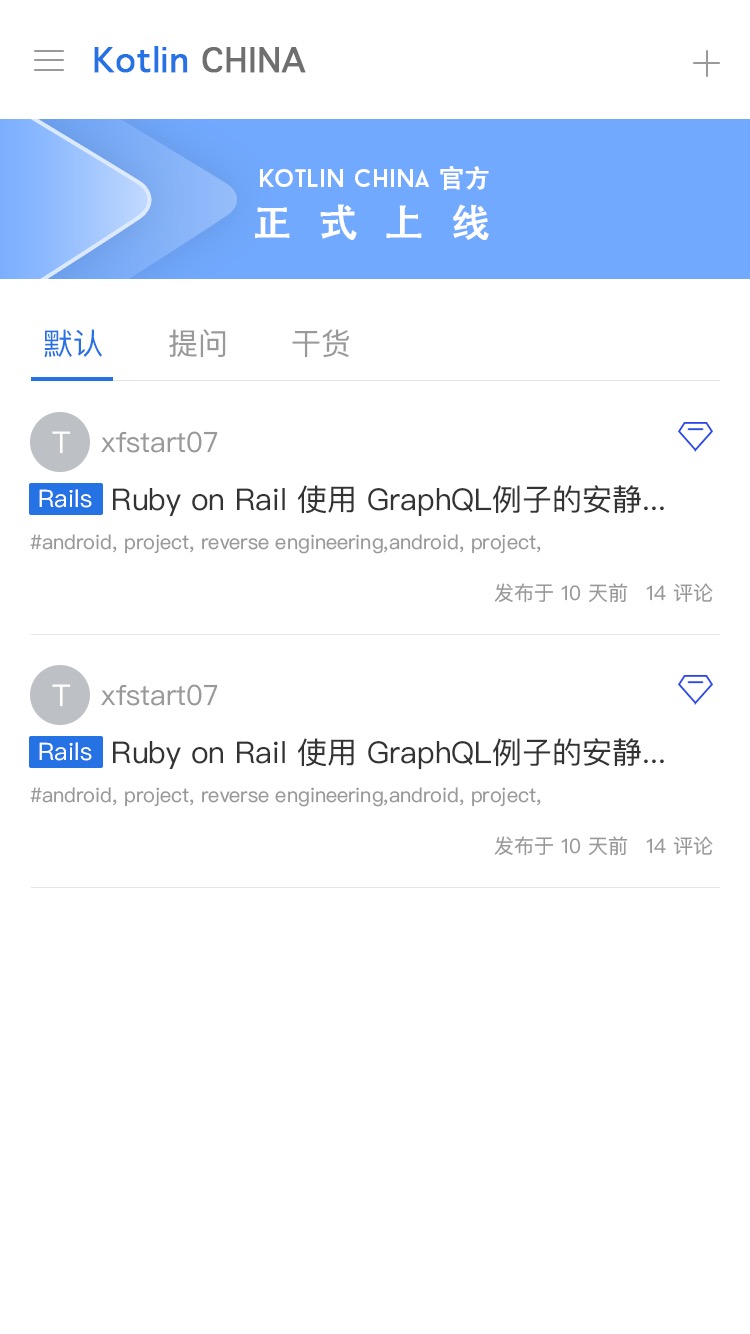 Kotlin CHINA
KOTLIN CHINA 官方
正式上线
默认 提问 干货
T xfstart07
Rails Ruby on Rail 使用 GraphQL例子的安静...
#android, project, reverse engineering,android, project,
发布于 10 天前 14 评论
T xfstart07
Rails Ruby on Rail 使用 GraphQL例子的安静...
#android, project, reverse engineering,android, project,
发布于 10 天前 14 评论